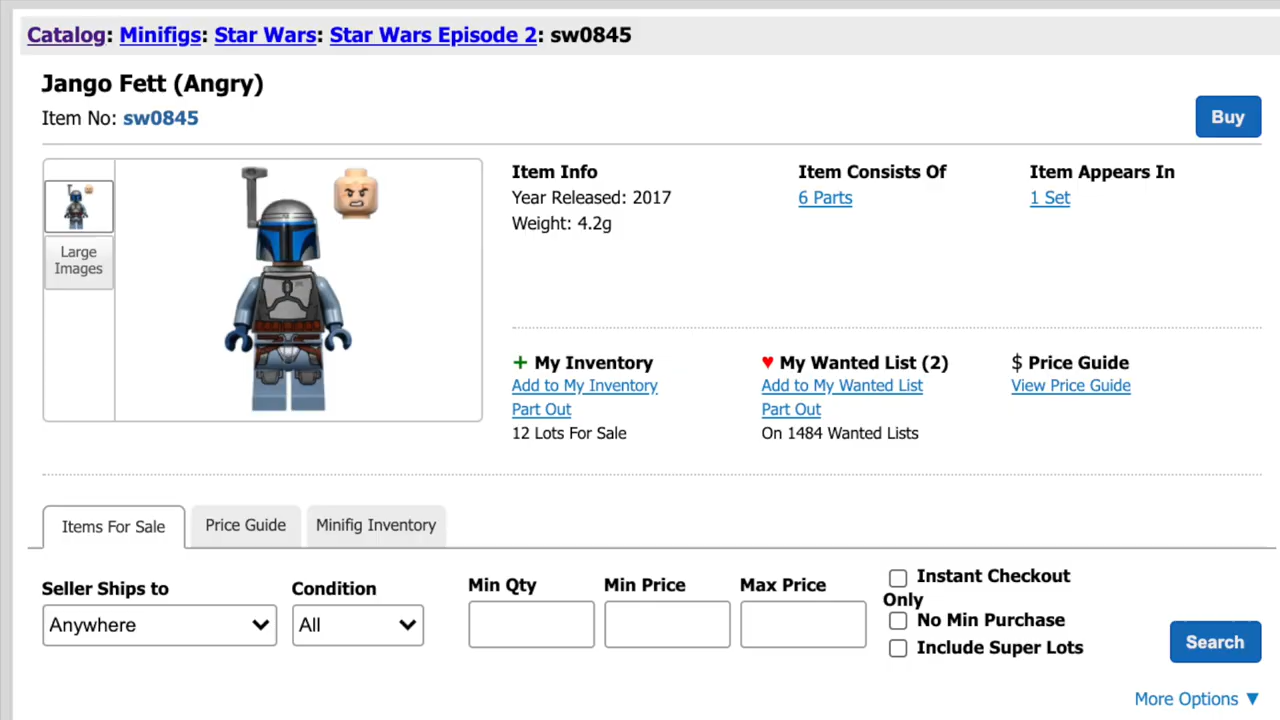 Catalog: Minifigs: Star Wars: Star Wars Episode 2: sw0845
Jango Fett (Angry)
Item No: sw0845
Buy
Large
Images
Item Info
Year Released: 2017
Weight: 4.2g
Item Consists Of
6 Parts
Item Appears In
1 Set
+ My Inventory
Add to My Inventory
Part Out
12 Lots For Sale
♥ My Wanted List (2)
Add to My Wanted List
Part Out
On 1484 Wanted Lists
$ Price Guide
View Price Guide
Items For Sale
Price Guide
Minifig Inventory
Seller Ships to
Anywhere
Condition
All
Min Qty
Min Price
Max Price
Instant Checkout
Only
No Min Purchase
Include Super Lots
Search
More Options ▼